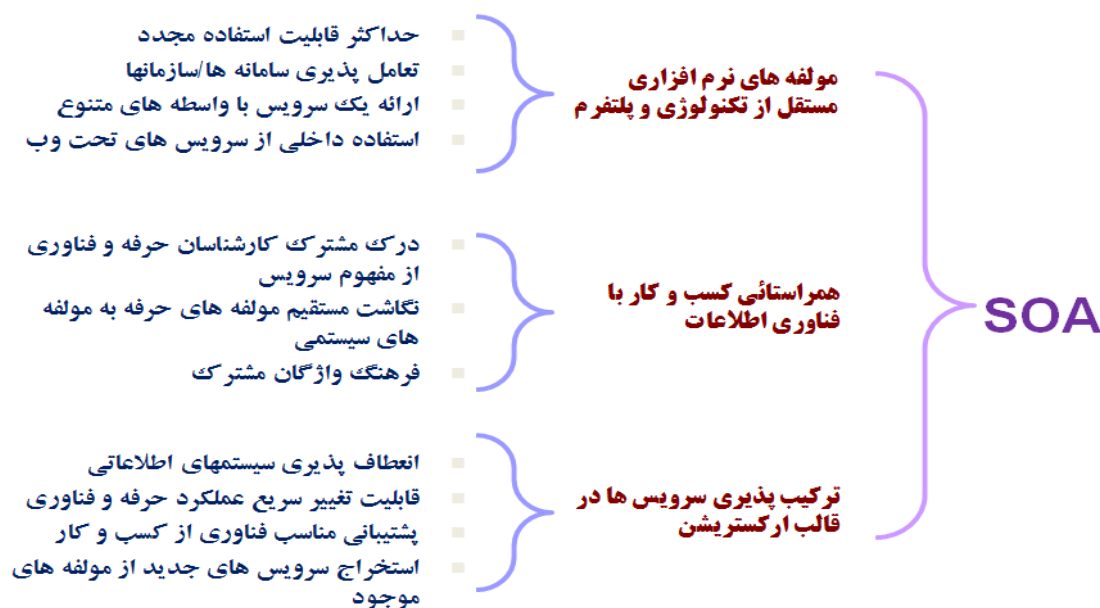 SOA
مولفه های نرم افزاری
مستقل از تکنولوژی و پلتفرم
حداکثر قابلیت استفاده مجدد
تعامل پذیری سامانه ها/سازمانها
ارائه یک سرویس با واسطه های متنوع
استفاده داخلی از سرویس های تحت وب
همراستائی کسب و کار با
فناوری اطلاعات
درک مشترک کارشناسان حرفه و فناوری
از مفهوم سرویس
نگاشت مستقیم مولفه های حرفه به مولفه
های سیستمی
فرهنگ واژگان مشترک
ترکیب پذیری سرویس ها در
قالب ارکستریشن
انعطاف پذیری سیستمهای اطلاعاتی
قابلیت تغییر سریع عملکرد حرفه و فناوری
پشتیبانی مناسب فناوری از کسب و کار
استخراج سرویس های جدید از مولفه های
موجود